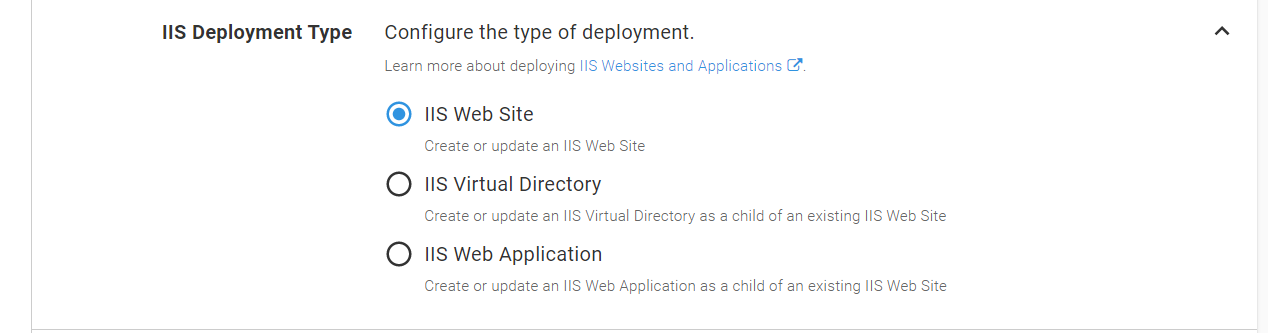 IIS Deployment Type
Configure the type of deployment.
Learn more about deploying IIS Websites and Applications.
IIS Web Site
Create or update an IIS Web Site
IIS Virtual Directory
Create or update an IIS Virtual Directory as a child of an existing IIS Web Site
IIS Web Application
Create or update an IIS Web Application as a child of an existing IIS Web Site